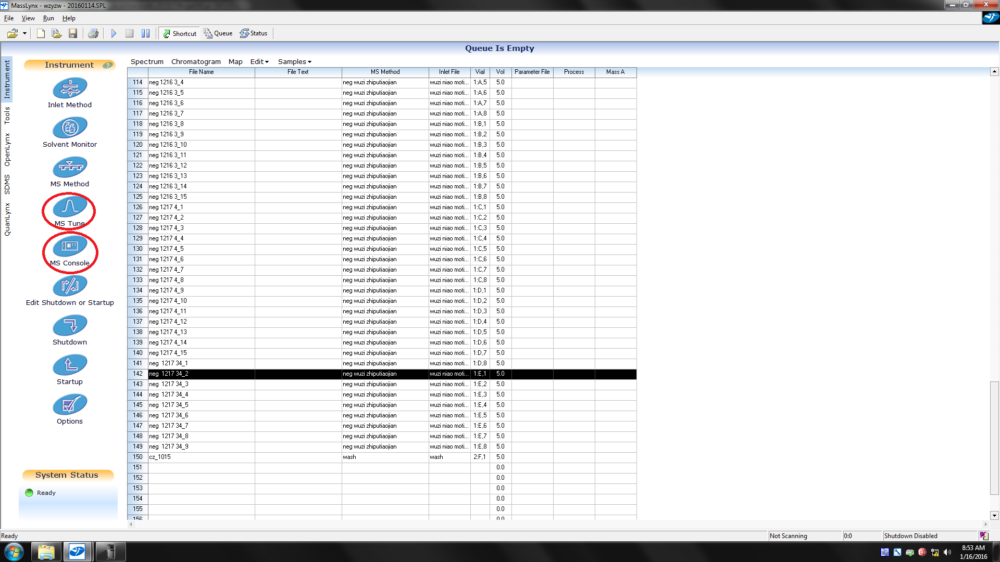 MassLynx - wzyzw - 20160114.SPL
File View Run Help
Shortcut Queue Status
Queue Is Empty
Instrument
Tools
OpenLynx
SDMS
QuanLynx
Instrument ?
Inlet Method
Solvent Monitor
MS Method
MS Tune
MS Console
Edit Shutdown or Startup
Shutdown
Startup
Options
System Status
Ready
Spectrum Chromatogram Map Edit Samples
File Name File Text MS Method Inlet File Vial Vol Parameter File Process Mass A
114 neg 1216 3_4 neg wuzi zhiputiaojian wuzi niao moti... 1:A,5 5.0
115 neg 1216 3_5 neg wuzi zhiputiaojian wuzi niao moti... 1:A,6 5.0
116 neg 1216 3_6 neg wuzi zhiputiaojian wuzi niao moti... 1:A,7 5.0
117 neg 1216 3_7 neg wuzi zhiputiaojian wuzi niao moti... 1:A,8 5.0
118 neg 1216 3_8 neg wuzi zhiputiaojian wuzi niao moti... 1:B,1 5.0
119 neg 1216 3_9 neg wuzi zhiputiaojian wuzi niao moti... 1:B,2 5.0
120 neg 1216 3_10 neg wuzi zhiputiaojian wuzi niao moti... 1:B,3 5.0
121 neg 1216 3_11 neg wuzi zhiputiaojian wuzi niao moti... 1:B,4 5.0
122 neg 1216 3_12 neg wuzi zhiputiaojian wuzi niao moti... 1:B,5 5.0
123 neg 1216 3_13 neg wuzi zhiputiaojian wuzi niao moti... 1:B,6 5.0
124 neg 1216 3_14 neg wuzi zhiputiaojian wuzi niao moti... 1:B,7 5.0
125 neg 1216 3_15 neg wuzi zhiputiaojian wuzi niao moti... 1:B,8 5.0
126 neg 1217 4_1 neg wuzi zhiputiaojian wuzi niao moti... 1:C,1 5.0
127 neg 1217 4_2 neg wuzi zhiputiaojian wuzi niao moti... 1:C,2 5.0
128 neg 1217 4_3 neg wuzi zhiputiaojian wuzi niao moti... 1:C,3 5.0
129 neg 1217 4_4 neg wuzi zhiputiaojian wuzi niao moti... 1:C,4 5.0
130 neg 1217 4_5 neg wuzi zhiputiaojian wuzi niao moti... 1:C,5 5.0
131 neg 1217 4_6 neg wuzi zhiputiaojian wuzi niao moti... 1:C,6 5.0
132 neg 1217 4_7 neg wuzi zhiputiaojian wuzi niao moti... 1:C,7 5.0
133 neg 1217 4_8 neg wuzi zhiputiaojian wuzi niao moti... 1:C,8 5.0
134 neg 1217 4_9 neg wuzi zhiputiaojian wuzi niao moti... 1:D,1 5.0
135 neg 1217 4_10 neg wuzi zhiputiaojian wuzi niao moti... 1:D,2 5.0
136 neg 1217 4_11 neg wuzi zhiputiaojian wuzi niao moti... 1:D,3 5.0
137 neg 1217 4_12 neg wuzi zhiputiaojian wuzi niao moti... 1:D,4 5.0
138 neg 1217 4_13 neg wuzi zhiputiaojian wuzi niao moti... 1:D,5 5.0
139 neg 1217 4_14 neg wuzi zhiputiaojian wuzi niao moti... 1:D,6 5.0
140 neg 1217 4_15 neg wuzi zhiputiaojian wuzi niao moti... 1:D,7 5.0
141 neg 1217 34_1 neg wuzi zhiputiaojian wuzi niao moti... 1:D,8 5.0
142 neg 1217 34_2 neg wuzi zhiputiaojian wuzi niao moti... 1:E,1 5.0
143 neg 1217 34_3 neg wuzi zhiputiaojian wuzi niao moti... 1:E,2 5.0
144 neg 1217 34_4 neg wuzi zhiputiaojian wuzi niao moti... 1:E,3 5.0
145 neg 1217 34_5 neg wuzi zhiputiaojian wuzi niao moti... 1:E,4 5.0
146 neg 1217 34_6 neg wuzi zhiputiaojian wuzi niao moti... 1:E,5 5.0
147 neg 1217 34_7 neg wuzi zhiputiaojian wuzi niao moti... 1:E,6 5.0
148 neg 1217 34_8 neg wuzi zhiputiaojian wuzi niao moti... 1:E,7 5.0
149 neg 1217 34_9 neg wuzi zhiputiaojian wuzi niao moti... 1:E,8 5.0
150 cz_1015 wash wash 2:F,1 5.0
151 0.0
152 0.0
153 0.0
154 0.0
155 0.0
156 0.0
Ready Not Scanning 0:0 Shutdown Disabled
8:53 AM
1/16/2016